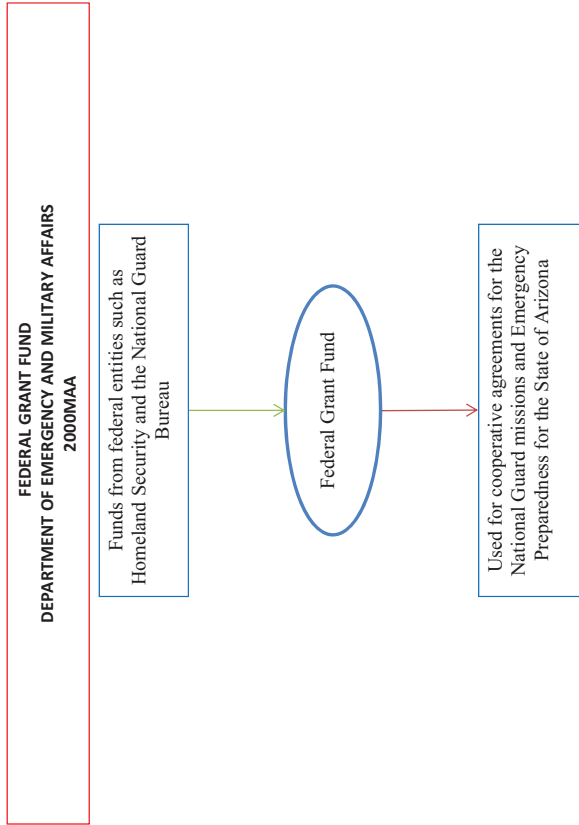 FEDERAL GRANT FUND
DEPARTMENT OF EMERGENCY AND MILITARY AFFAIRS
2000MAA
Funds from federal entities such as
Homeland Security and the National Guard
Bureau
Federal Grant Fund
Used for cooperative agreements for the
National Guard missions and Emergency
Preparedness for the State of Arizona